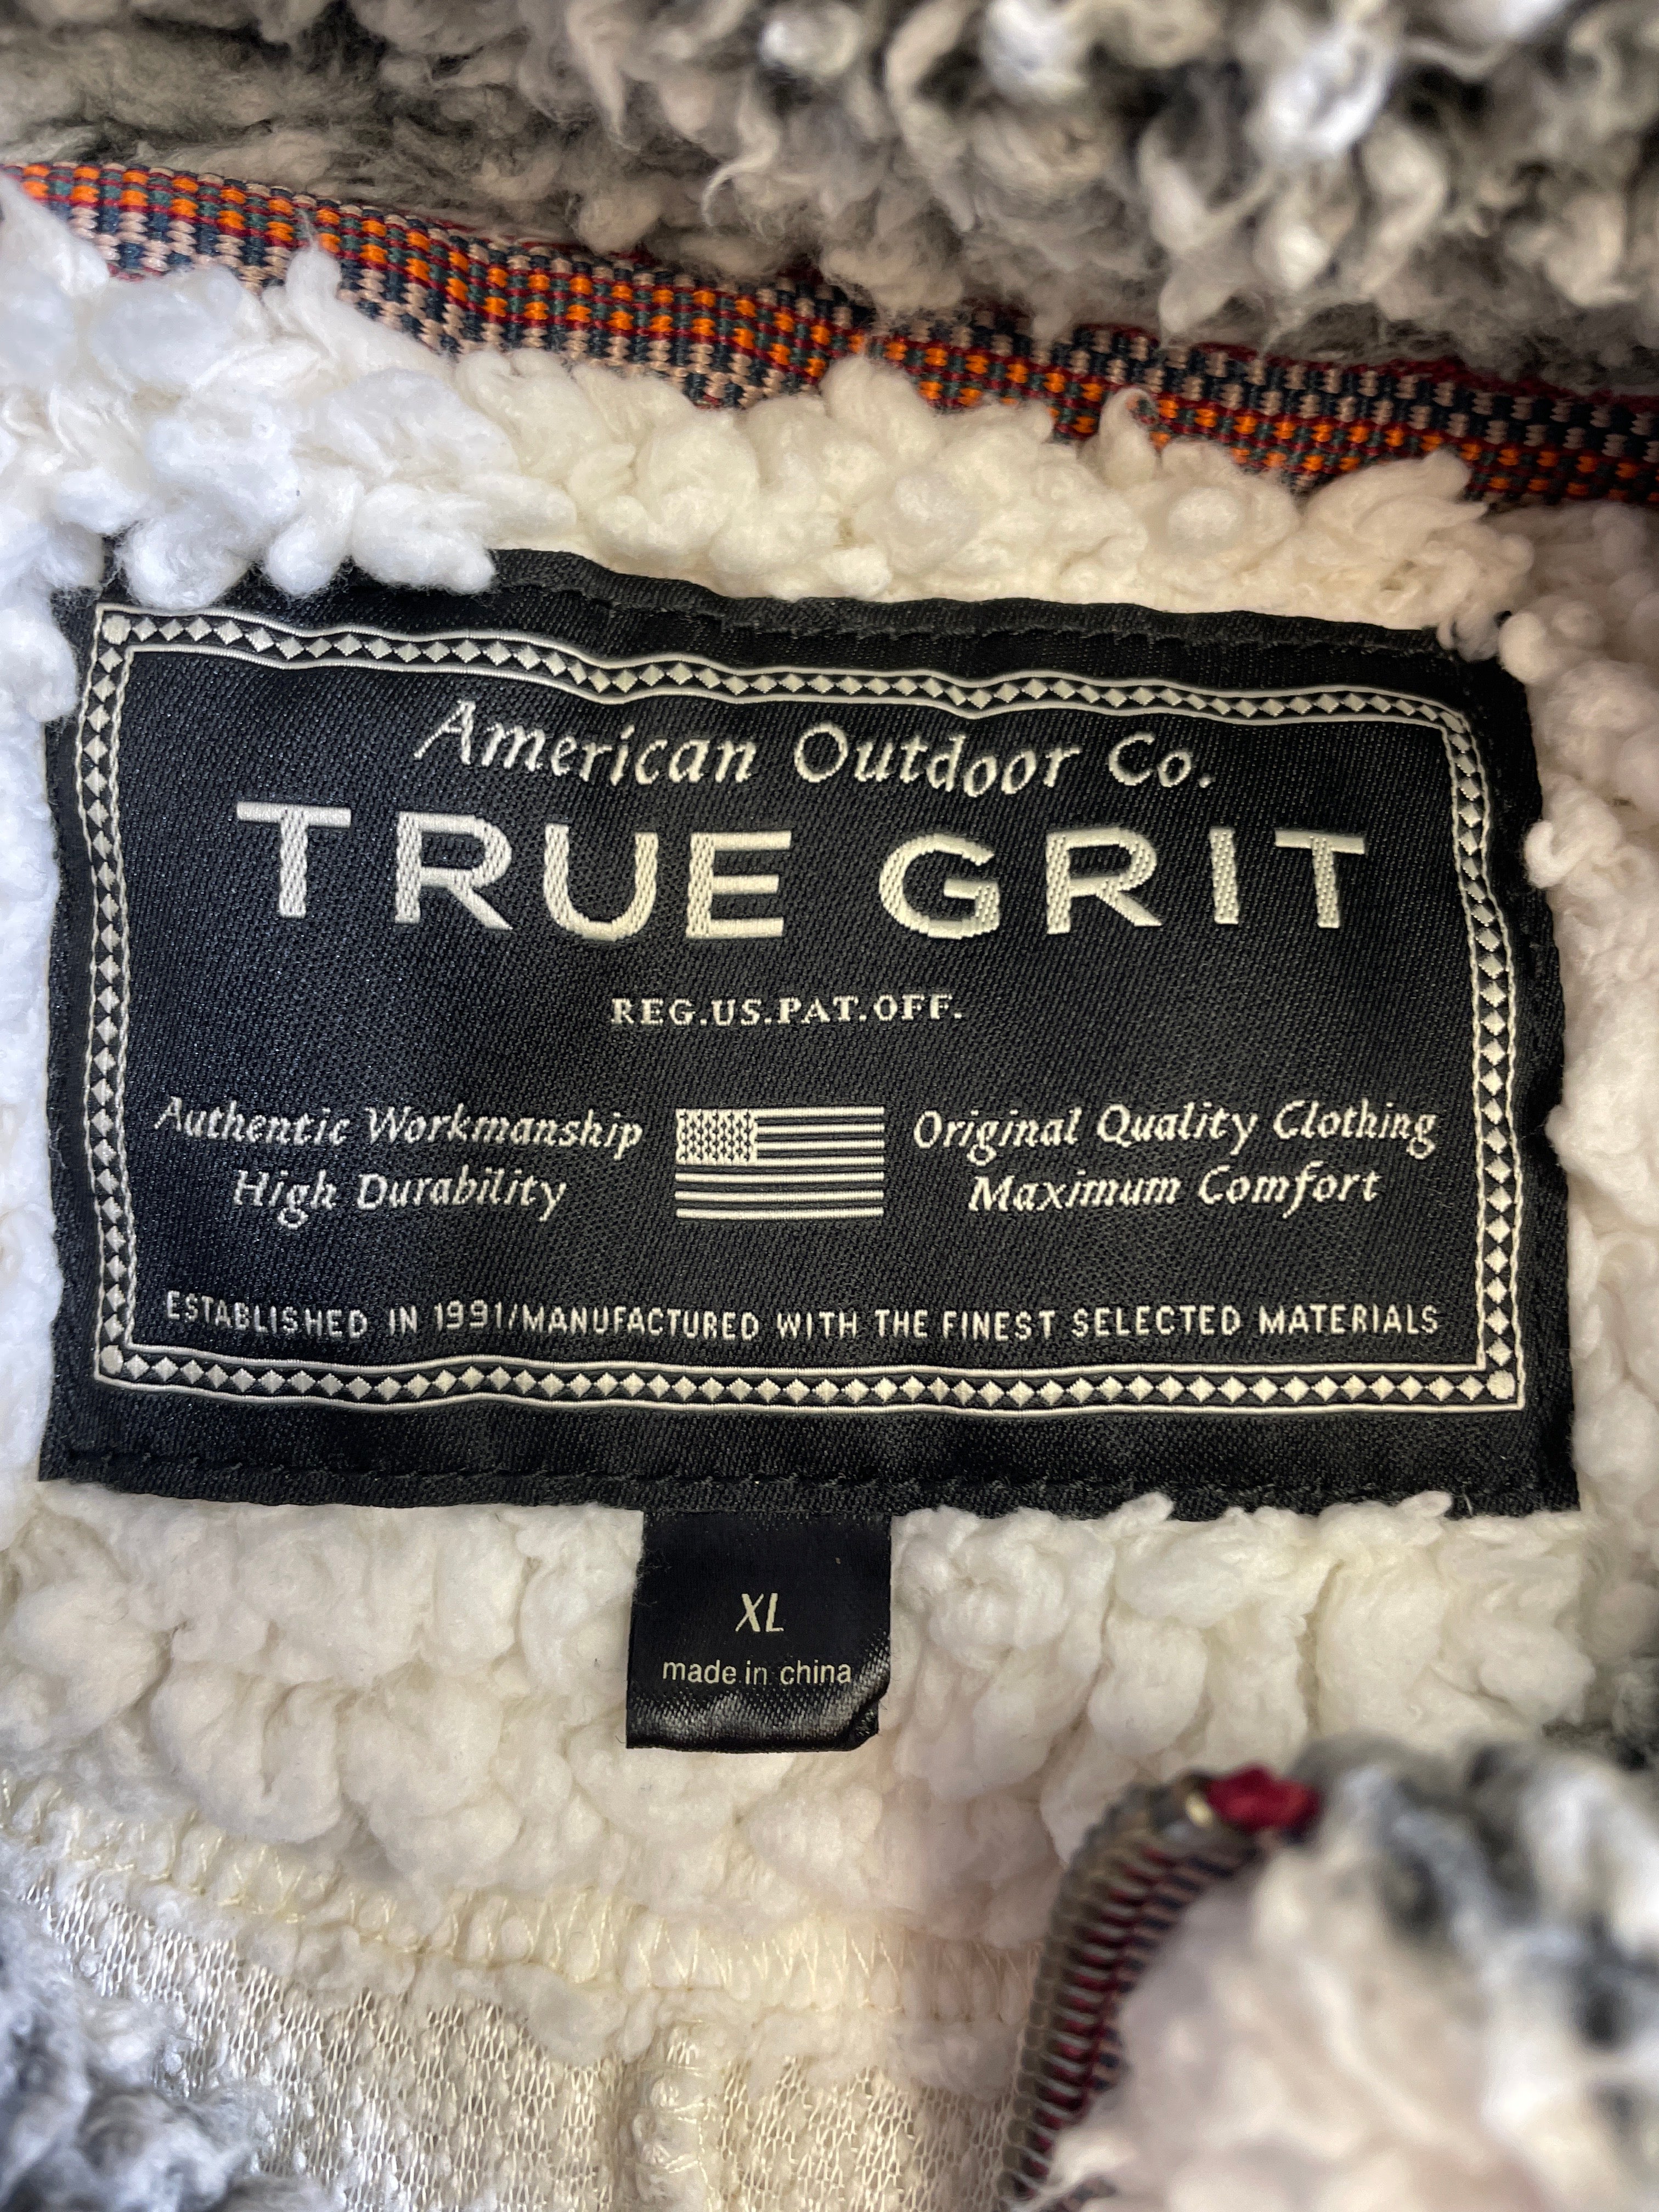 American Outdoor Co.
TRUE GRIT
REG.US.PAT.OFF.
Authentic Workmanship
High Durability
Original Quality Clothing
Maximum Comfort
ESTABLISHED IN 1991/MANUFACTURED WITH THE FINEST SELECTED MATERIALS
XL
made in china